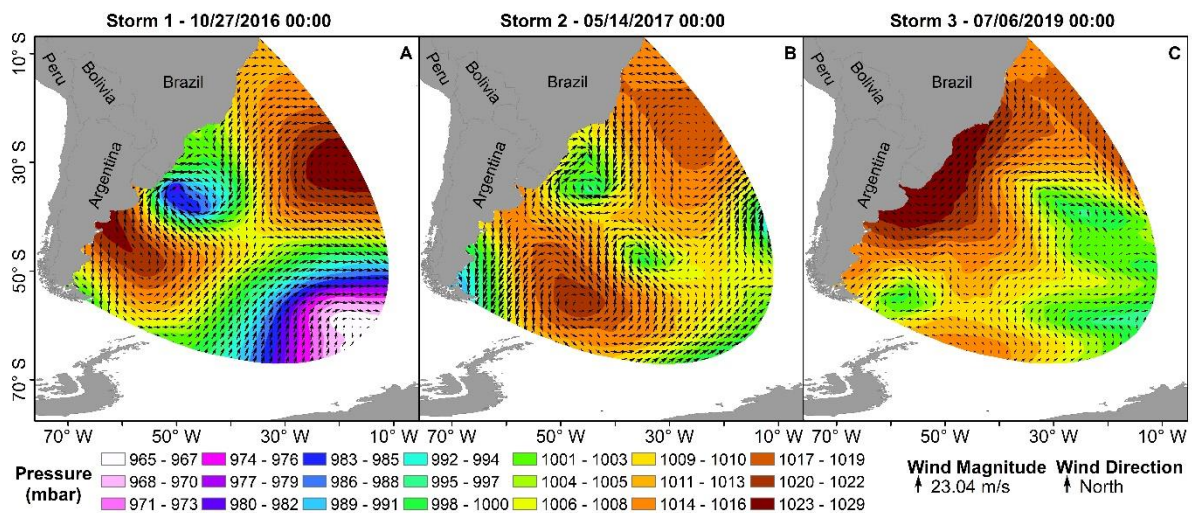 Storm 1 - 10/27/2016 00:00
Storm 2 - 05/14/2017 00:00
Storm 3 - 07/06/2019 00:00
A
B
C
10° S
30° S
50° S
70° S
Peru
Bolivia
Brazil
Argentina
Peru
Bolivia
Brazil
Argentina
Peru
Bolivia
Brazil
Argentina
70° W 50° W 30° W 10° W
70° W 50° W 30° W 10° W
70° W 50° W 30° W 10° W
Pressure
(mbar)
965 - 967 974 - 976 983 - 985 992 - 994 1001 - 1003 1009 - 1010 1017 - 1019
968 - 970 977 - 979 986 - 988 995 - 997 1004 - 1005 1011 - 1013 1020 - 1022
971 - 973 980 - 982 989 - 991 998 - 1000 1006 - 1008 1014 - 1016 1023 - 1029
Wind Magnitude
23.04 m/s
Wind Direction
North